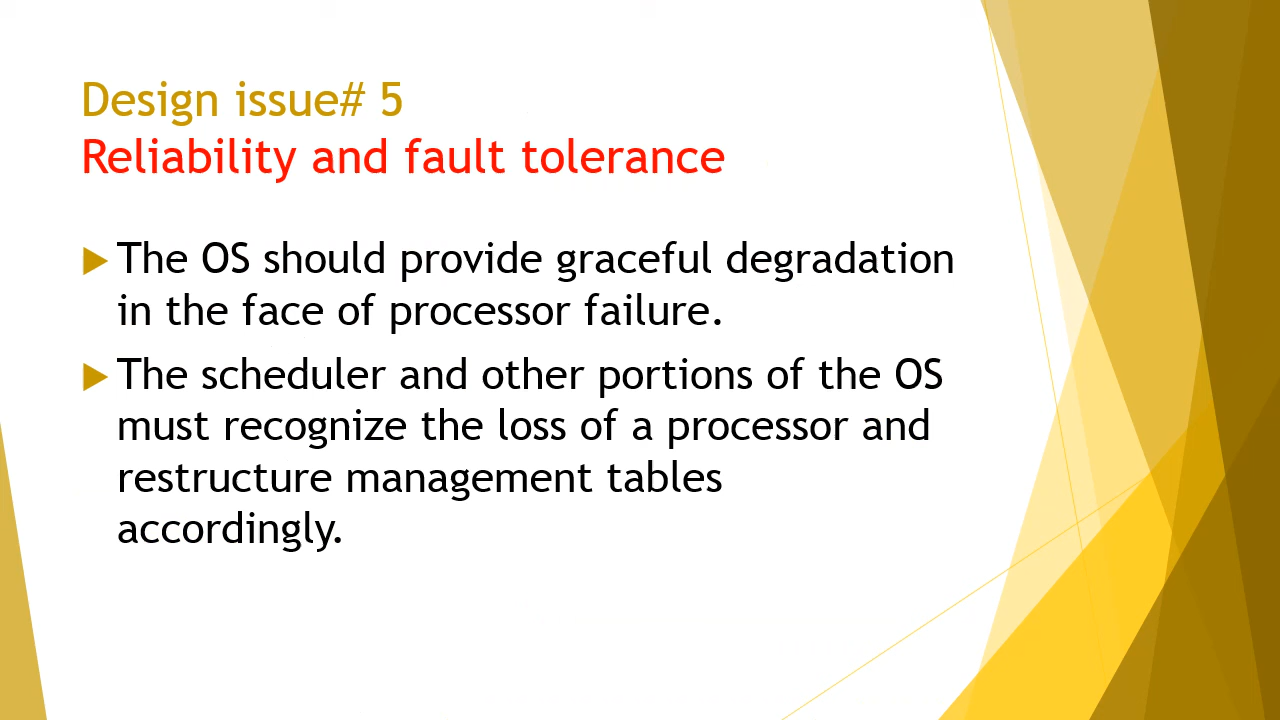 Design issue# 5
Reliability and fault tolerance
The OS should provide graceful degradation
in the face of processor failure.
The scheduler and other portions of the OS
must recognize the loss of a processor and
restructure management tables
accordingly.